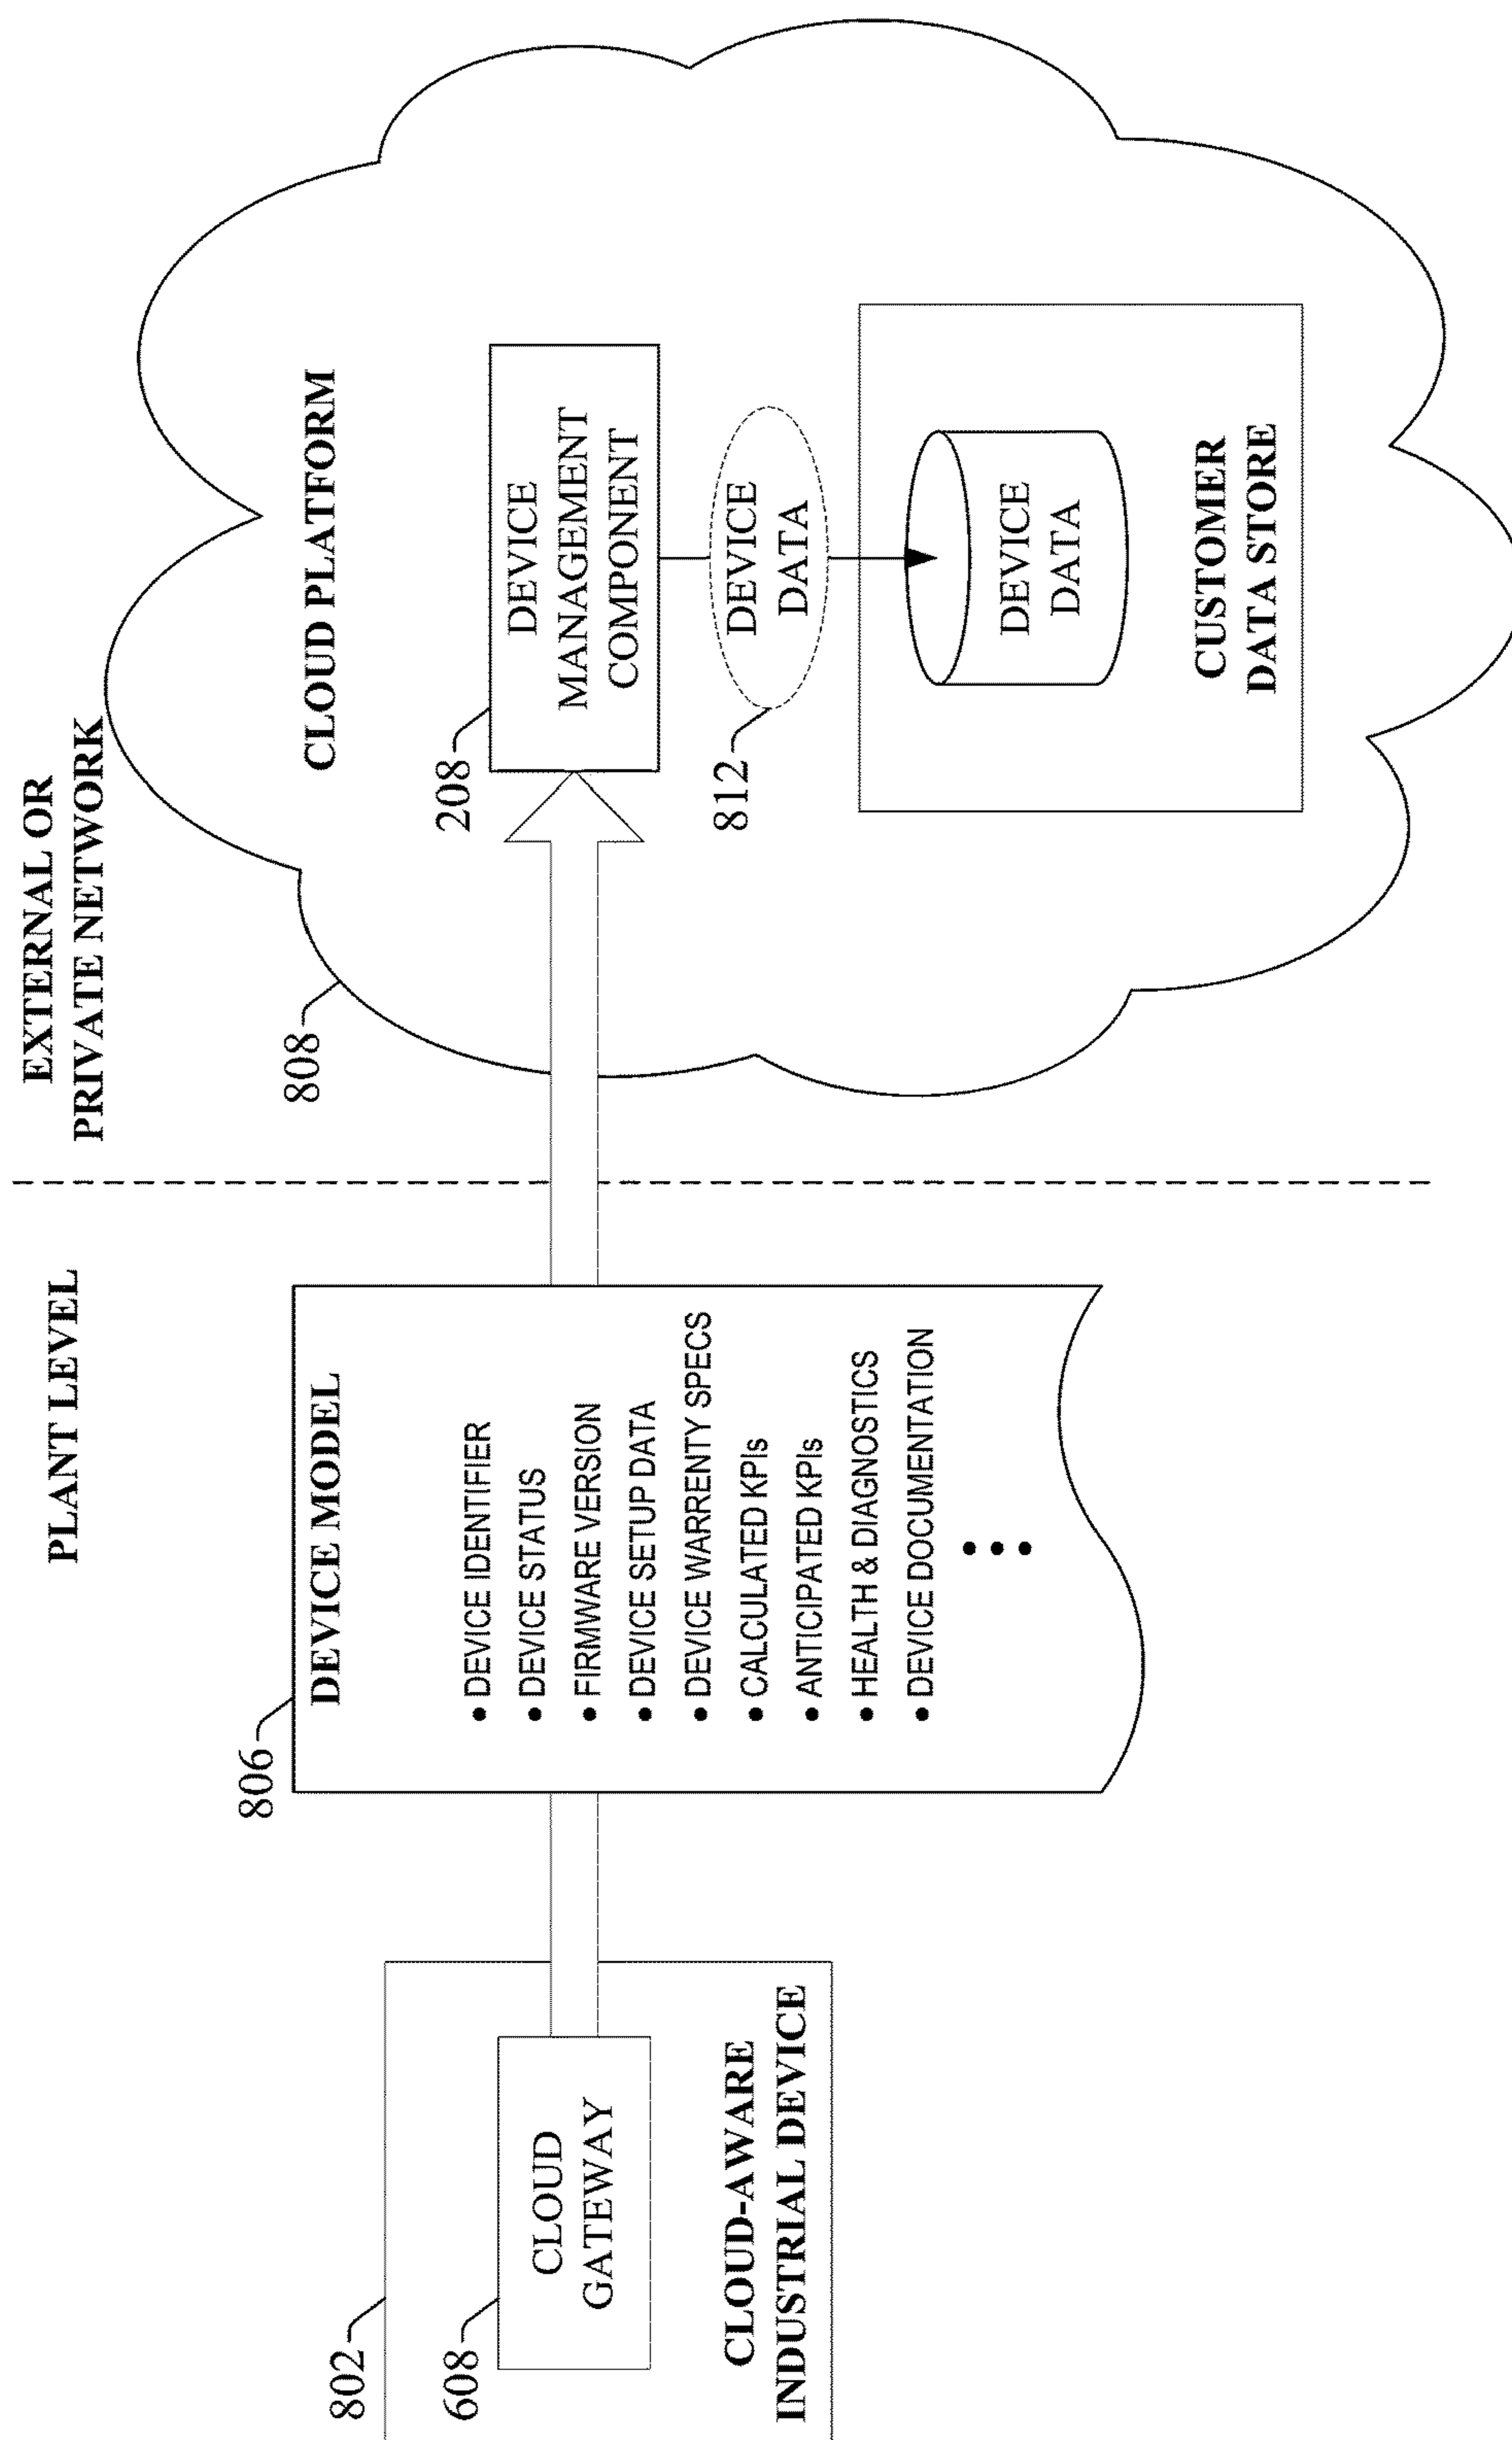 PLANT LEVEL
EXTERNAL OR
PRIVATE NETWORK
802
608
CLOUD
GATEWAY
CLOUD-AWARE
INDUSTRIAL DEVICE
806
DEVICE MODEL
• DEVICE IDENTIFIER
• DEVICE STATUS
• FIRMWARE VERSION
• DEVICE SETUP DATA
• DEVICE WARRENTY SPECS
• CALCULATED KPIs
• ANTICIPATED KPIs
• HEALTH & DIAGNOSTICS
• DEVICE DOCUMENTATION
808
CLOUD PLATFORM
208
DEVICE
MANAGEMENT
COMPONENT
812
DEVICE
DATA
DEVICE
DATA
CUSTOMER
DATA STORE